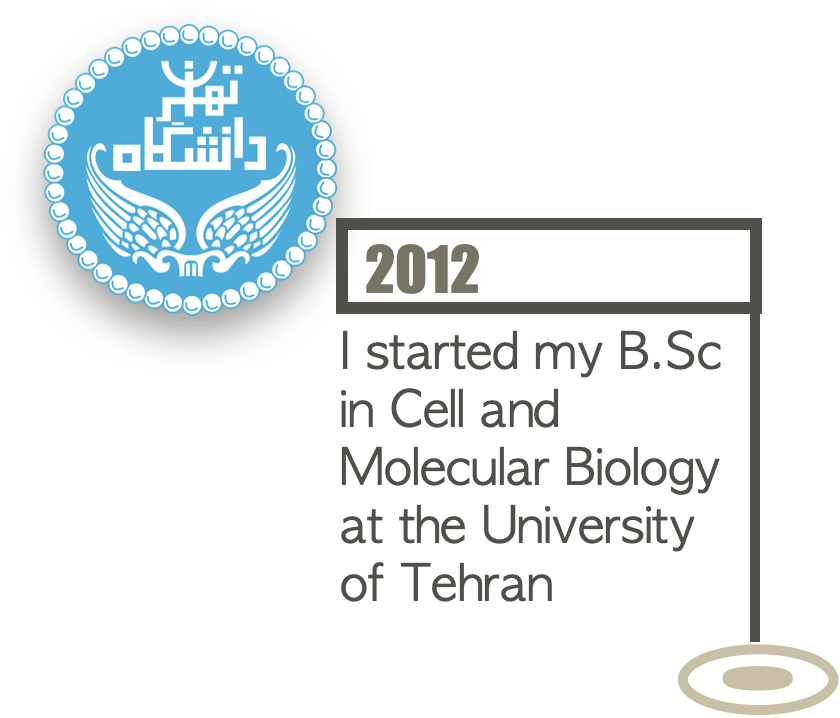 تهران
دانشگاه
2012
I started my B.Sc
in Cell and
Molecular Biology
at the University
of Tehran